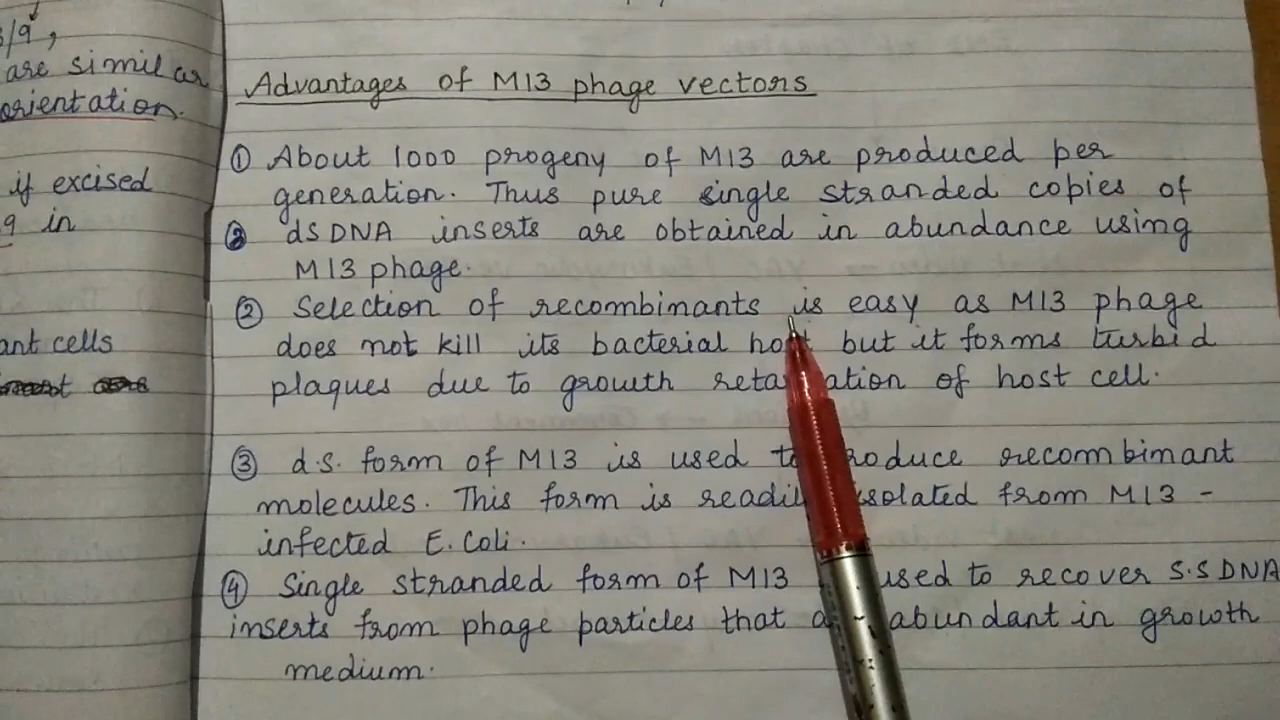 s/9,
are similar
orientation.
if excised
9 in
ant cells
Advantages of M13 phage vectors
① About 1000 progeny of M13 are produced per
generation. Thus pure single stranded copies of
dsDNA inserts are obtained in abundance using
M13 phage.
② Selection of recombinants is easy as M13 phage
does not kill its bacterial host but it forms turbid
plaques due to growth reta ation of host cell.
③ d.s. form of M13 is used to produce recombinant
molecules. This form is readily isolated from M13 -
infected E. Coli.
④ Single stranded form of M13 used to recover S.S DNA
inserts from phage particles that a abundant in growth
medium.